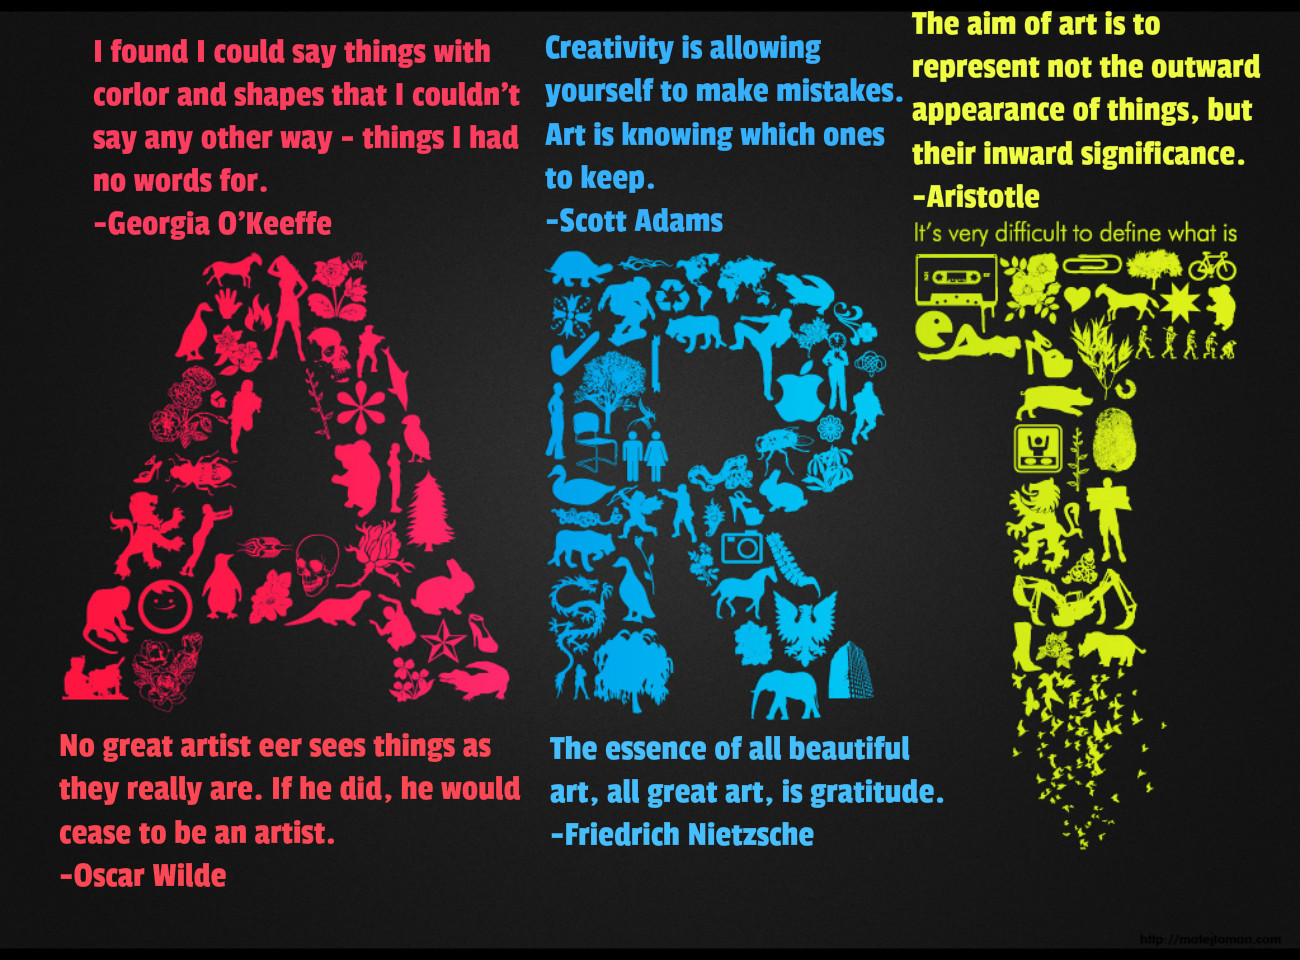 I found I could say things with
corlor and shapes that I couldn't
say any other way - things I had
no words for.
-Georgia O'Keeffe
Creativity is allowing
yourself to make mistakes.
Art is knowing which ones
to keep.
-Scott Adams
The aim of art is to
represent not the outward
appearance of things, but
their inward significance.
-Aristotle
It's very difficult to define what is
ART
No great artist eer sees things as
they really are. If he did, he would
cease to be an artist.
-Oscar Wilde
The essence of all beautiful
art, all great art, is gratitude.
-Friedrich Nietzsche
http://matejtoman.com